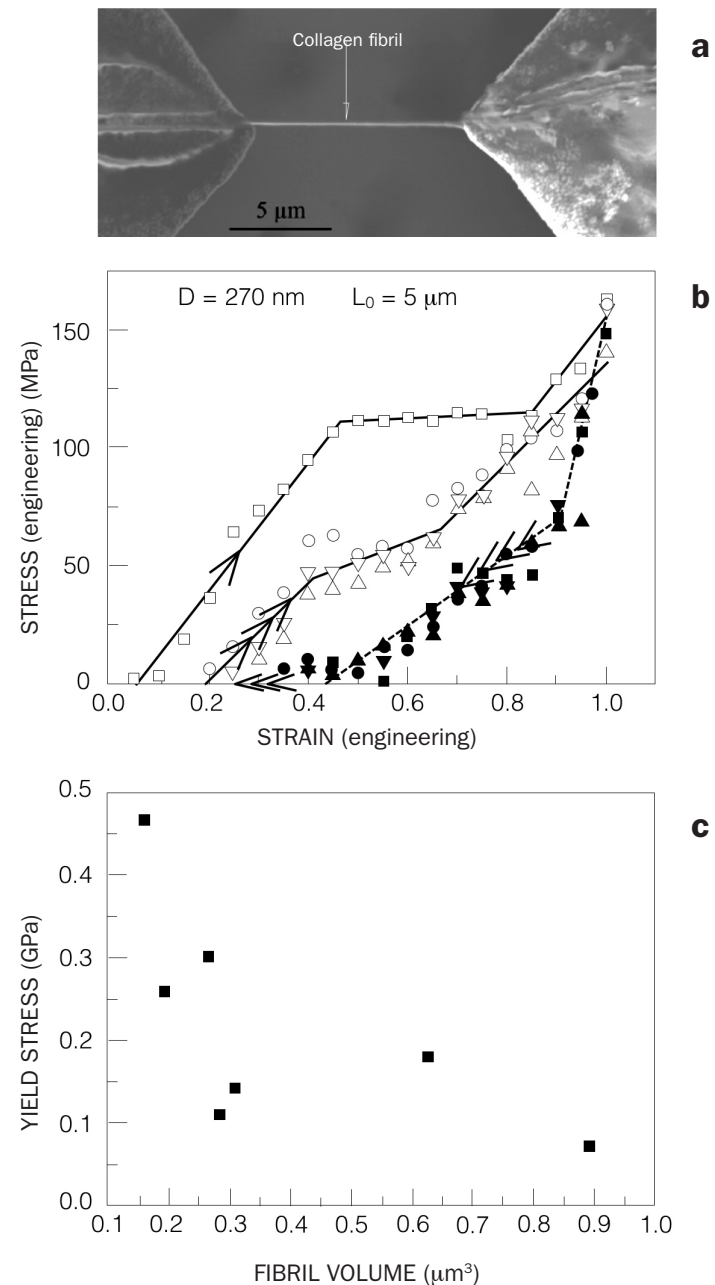 a
Collagen fibril
5 μm
b
D = 270 nm L₀ = 5 μm
STRESS (engineering) (MPa)
150
100
50
0
0.0 0.2 0.4 0.6 0.8 1.0
STRAIN (engineering)
c
YIELD STRESS (GPa)
0.5
0.4
0.3
0.2
0.1
0.0
0.1 0.2 0.3 0.4 0.5 0.6 0.7 0.8 0.9 1.0
FIBRIL VOLUME (μm³)